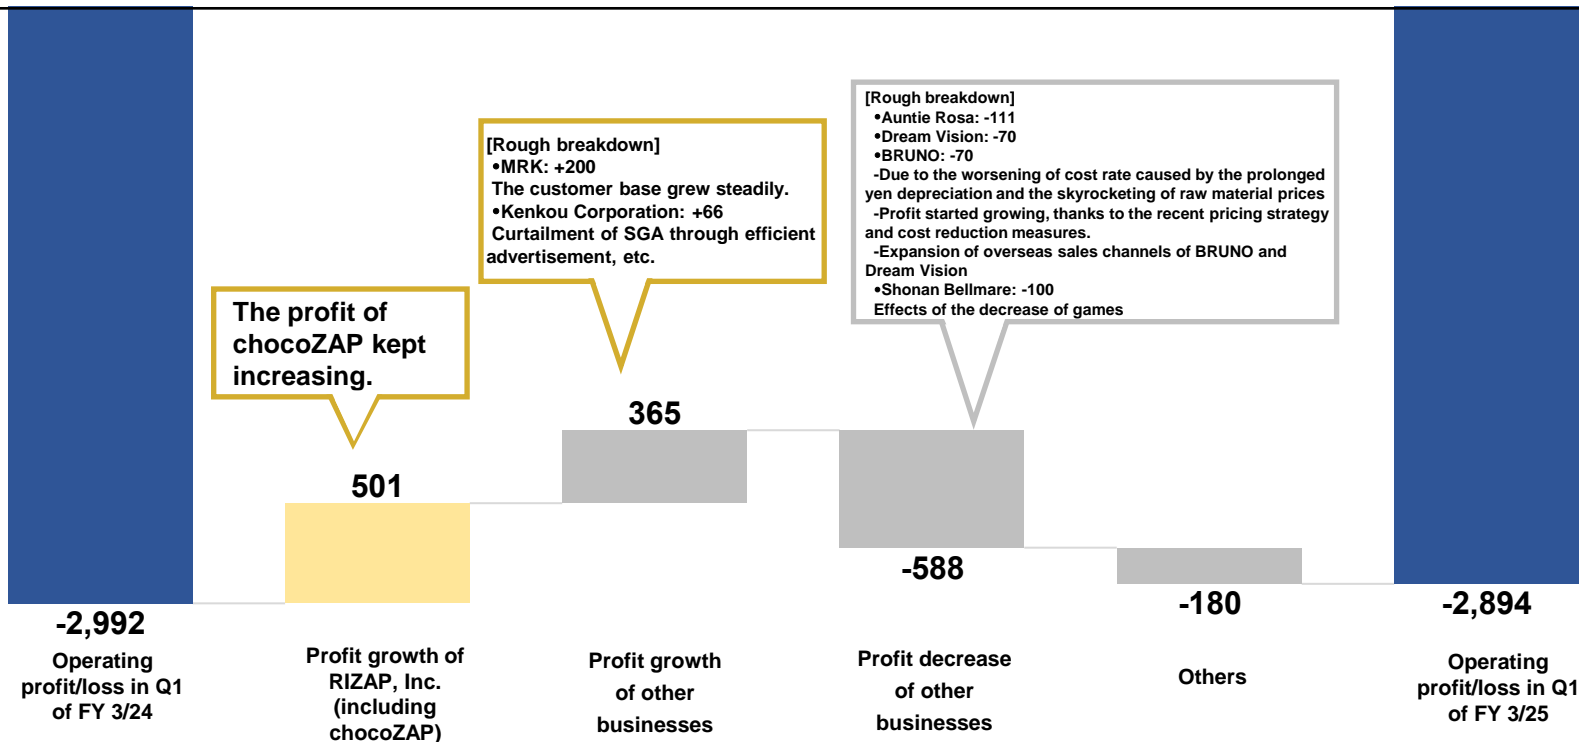 [Rough breakdown]
•Auntie Rosa: -111
•Dream Vision: -70
•BRUNO: -70
-Due to the worsening of cost rate caused by the prolonged
yen depreciation and the skyrocketing of raw material prices
-Profit started growing, thanks to the recent pricing strategy
and cost reduction measures.
-Expansion of overseas sales channels of BRUNO and
Dream Vision
•Shonan Bellmare: -100
Effects of the decrease of games
[Rough breakdown]
•MRK: +200
The customer base grew steadily.
•Kenkou Corporation: +66
Curtailment of SGA through efficient
advertisement, etc.
The profit of
chocoZAP kept
increasing.
365
501
-588
-180
-2,894
-2,992
Operating
profit/loss in Q1
of FY 3/24
Profit growth of
RIZAP, Inc.
(including
chocoZAP)
Profit growth
of other
businesses
Profit decrease
of other
businesses
Others
Operating
profit/loss in Q1
of FY 3/25